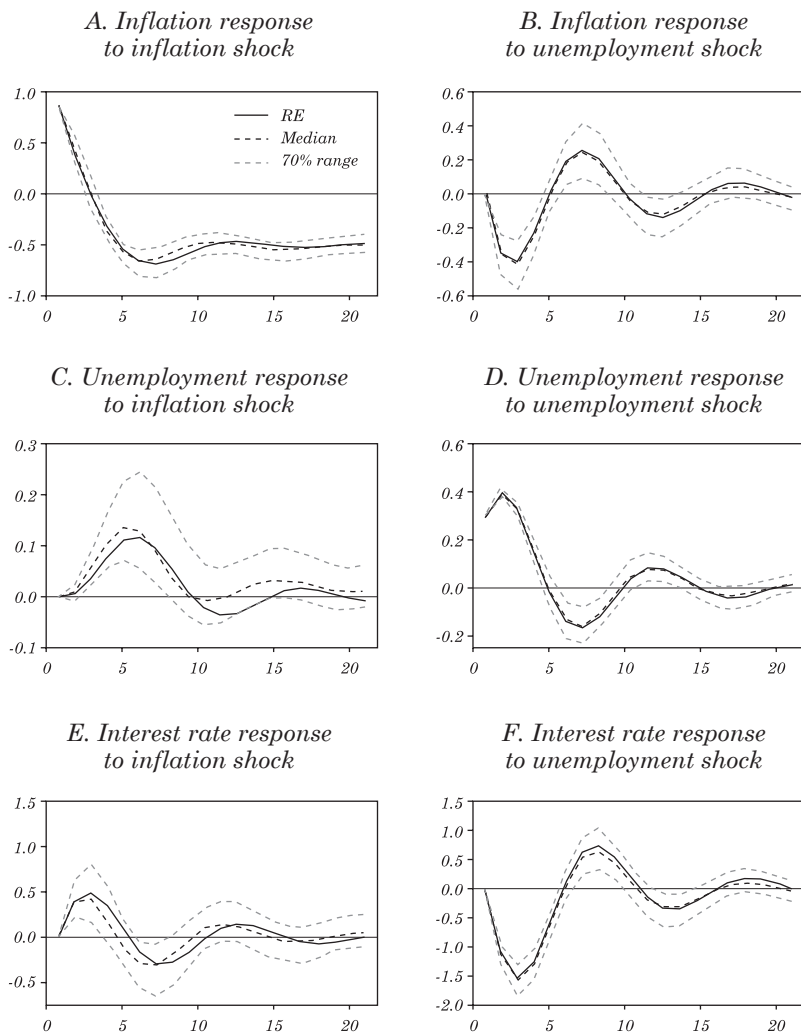 A. Inflation response
to inflation shock
1.0
0.5
0.0
-0.5
-1.0
0 5 10 15 20
RE
Median
70% range
B. Inflation response
to unemployment shock
0.6
0.4
0.2
0.0
-0.2
-0.4
-0.6
0 5 10 15 20
C. Unemployment response
to inflation shock
0.3
0.2
0.1
0.0
-0.1
0 5 10 15 20
D. Unemployment response
to unemployment shock
0.6
0.4
0.2
0.0
-0.2
0 5 10 15 20
E. Interest rate response
to inflation shock
1.5
1.0
0.5
0.0
-0.5
0 5 10 15 20
F. Interest rate response
to unemployment shock
1.5
1.0
0.5
0.0
-0.5
-1.0
-1.5
-2.0
0 5 10 15 20